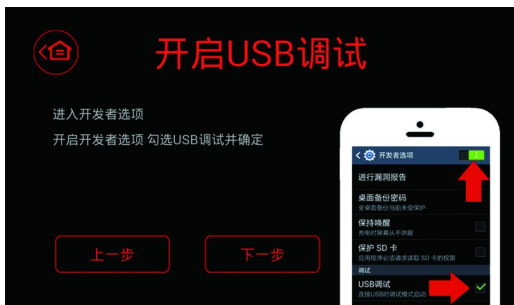 开启USB调试
进入开发者选项
开启开发者选项 勾选USB调试并确定
上一步
下一步
开发者选项
进行漏洞报告
桌面备份密码
全桌面备份当前未受保护
保持唤醒
充电时屏幕从不休眠
保护 SD 卡
应用程序必须请求读取 SD 卡的权限
调试
USB调试
连接USB时调试模式启动